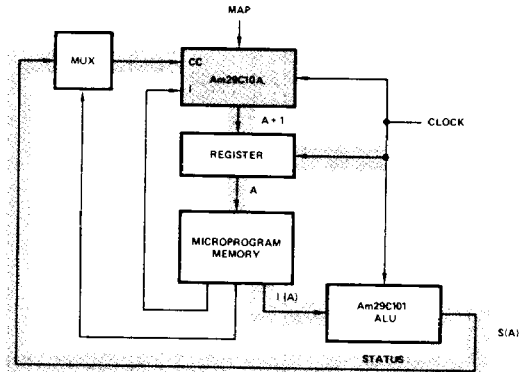 MAP
MUX
CC
Am29C10A
I
A + 1
CLOCK
REGISTER
A
MICROPROGRAM
MEMORY
I (A)
Am29C101
ALU
S(A)
STATUS